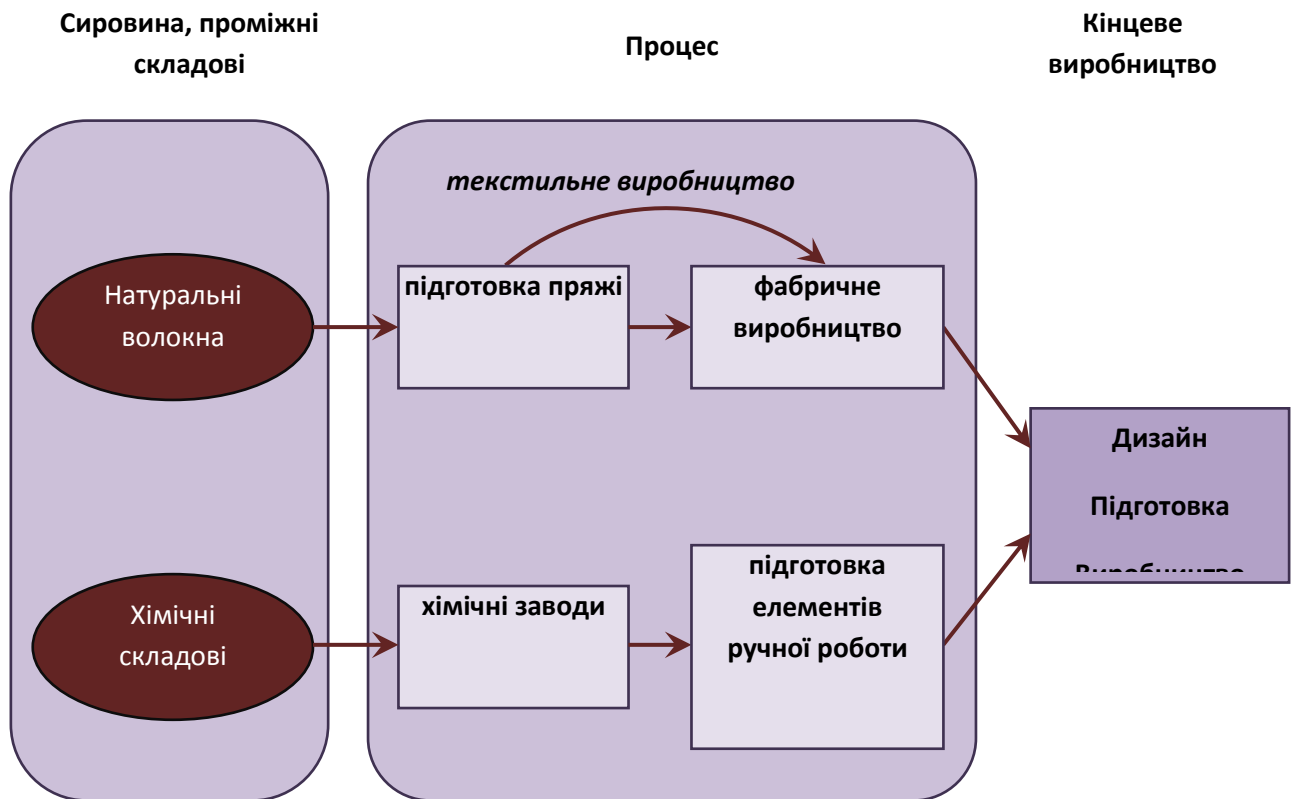 Сировина, проміжні
складові
Процес
Кінцеве
виробництво
текстильне виробництво
Натуральні
волокна
підготовка пряжі
фабричне
виробництво
Хімічні
складові
хімічні заводи
підготовка
елементів
ручної роботи
Дизайн
Підготовка
Виробництво